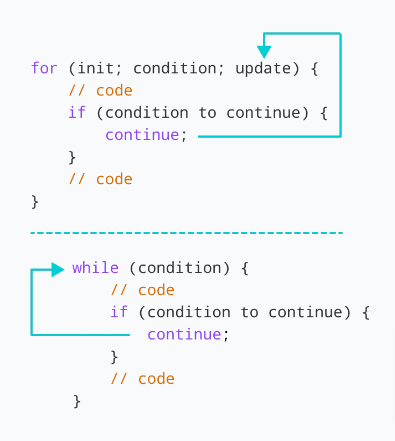 for (init; condition; update) {
// code
if (condition to continue) {
continue;
}
// code
}
while (condition) {
// code
if (condition to continue) {
continue;
}
// code
}